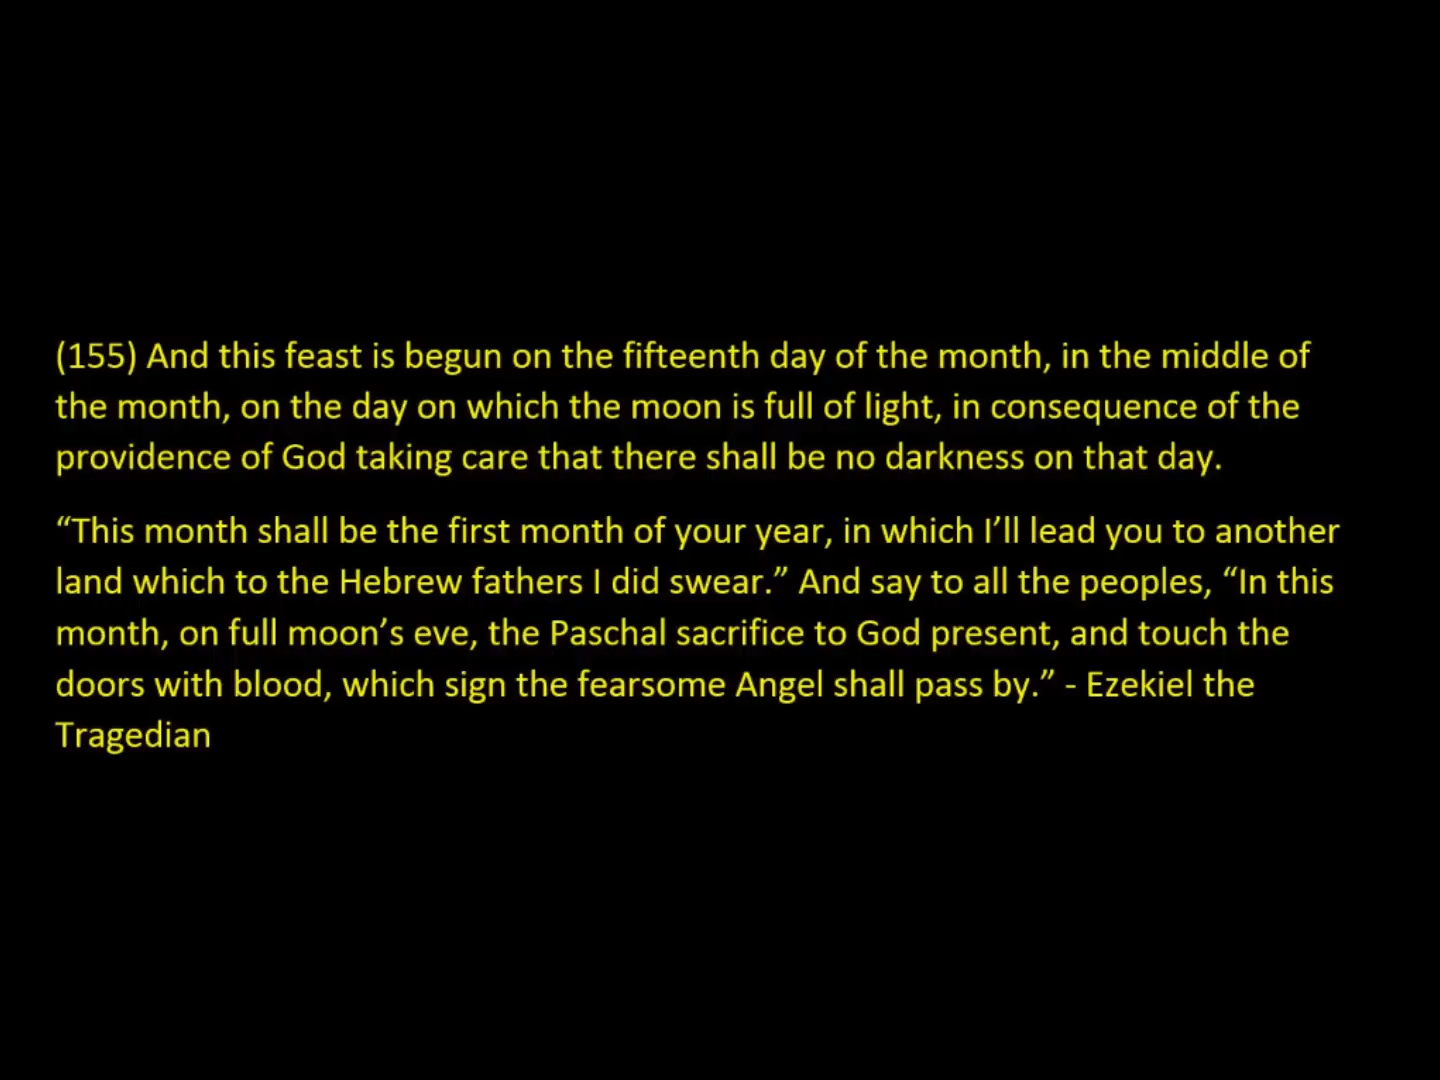 (155) And this feast is begun on the fifteenth day of the month, in the middle of
the month, on the day on which the moon is full of light, in consequence of the
providence of God taking care that there shall be no darkness on that day.
“This month shall be the first month of your year, in which I’ll lead you to another
land which to the Hebrew fathers I did swear.” And say to all the peoples, “In this
month, on full moon’s eve, the Paschal sacrifice to God present, and touch the
doors with blood, which sign the fearsome Angel shall pass by.” - Ezekiel the
Tragedian